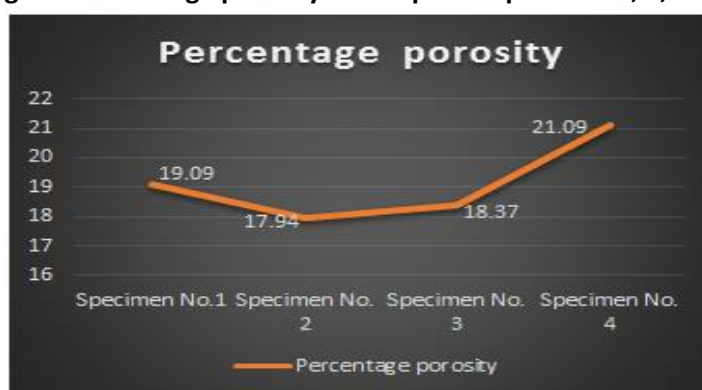 Percentage porosity
22
21
20
19
18
17
16
19.09
17.94
18.37
21.09
Specimen No.1 Specimen No. Specimen No. Specimen No.
2 3 4
Percentage porosity